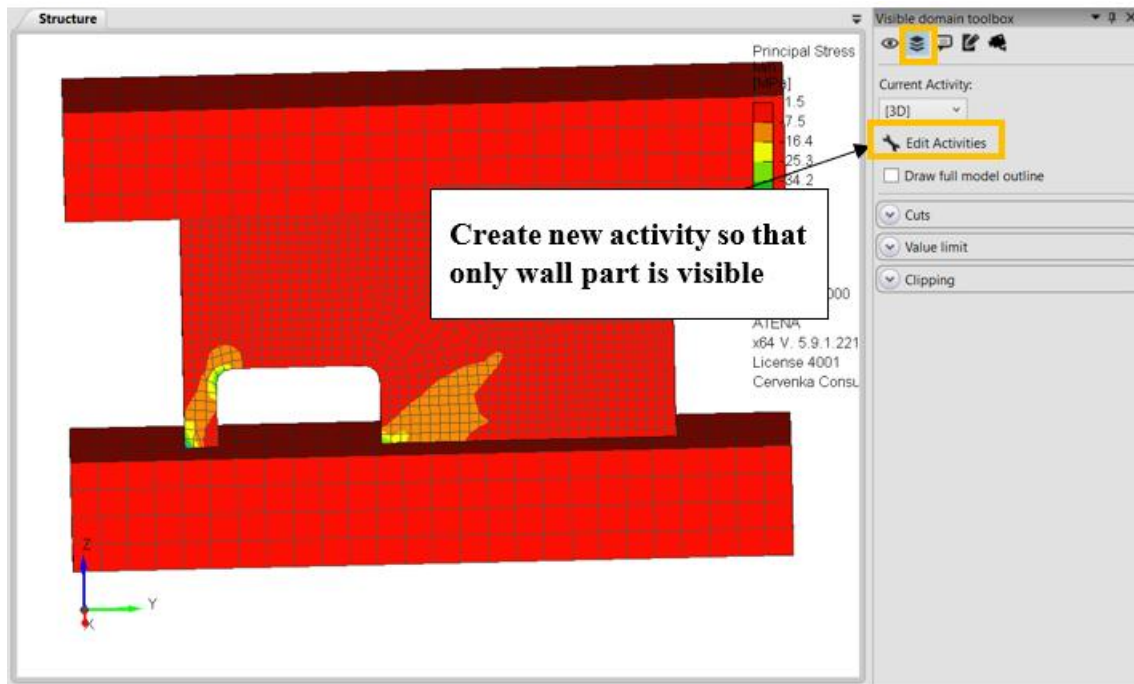 Structure
Visible domain toolbox
Principal Stress
1.5
7.5
-16.4
25.3
34.2
Current Activity:
[3D]
Edit Activities
Draw full model outline
Cuts
Value limit
Clipping
Create new activity so that
only wall part is visible
000
ATENA
x64 V. 5.9.1.221
License 4001
Cervenka Consu
Z
Y
X